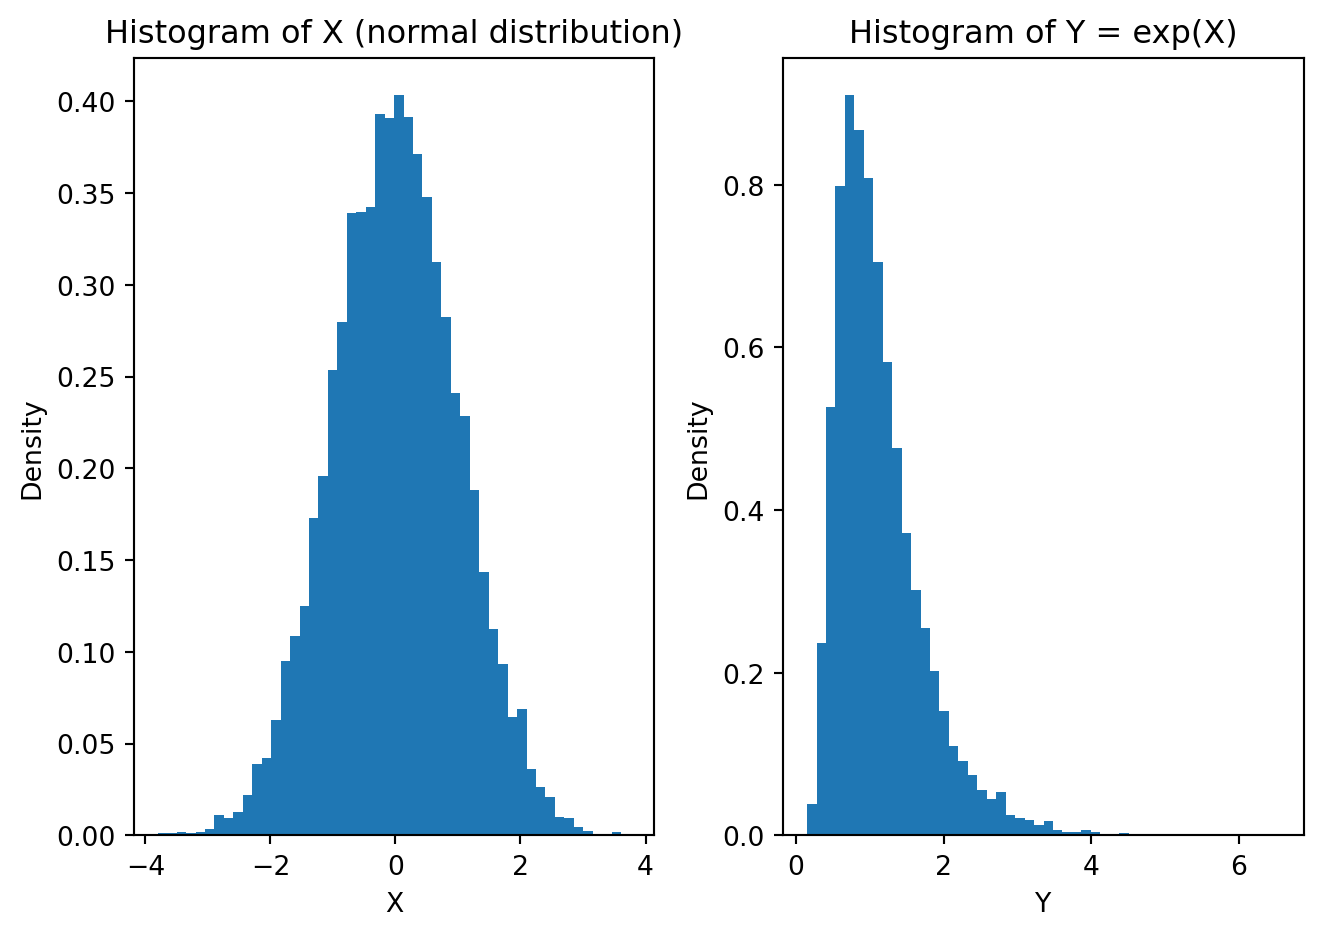 Histogram of X (normal distribution)
0.40
0.35
0.30
0.25
0.20
0.15
0.10
0.05
0.00
Density
−4 −2 0 2 4
X
Histogram of Y = exp(X)
0.8
0.6
0.4
0.2
0.0
Density
0 2 4 6
Y